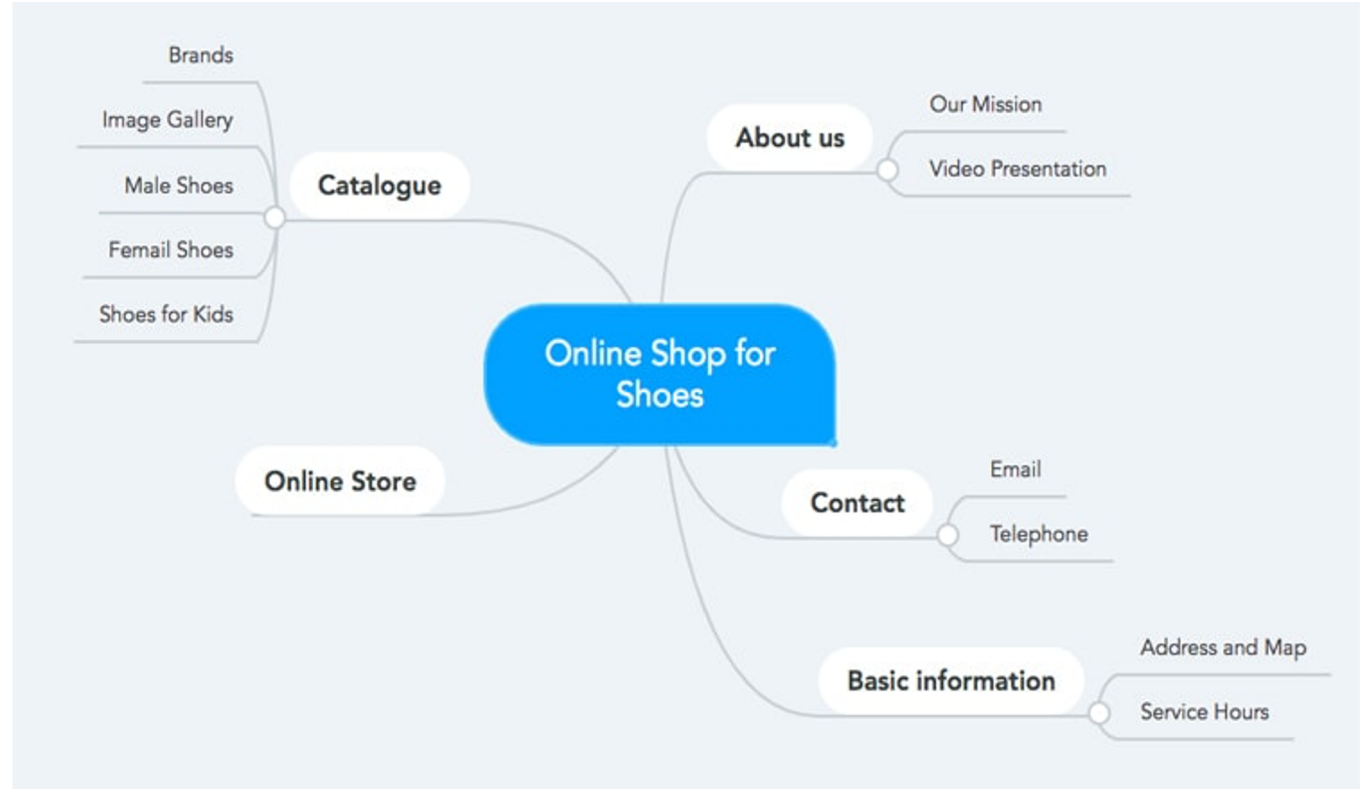 Brands
Image Gallery
Male Shoes
Femail Shoes
Shoes for Kids
Catalogue
About us
Our Mission
Video Presentation
Online Shop for
Shoes
Online Store
Contact
Email
Telephone
Basic information
Address and Map
Service Hours